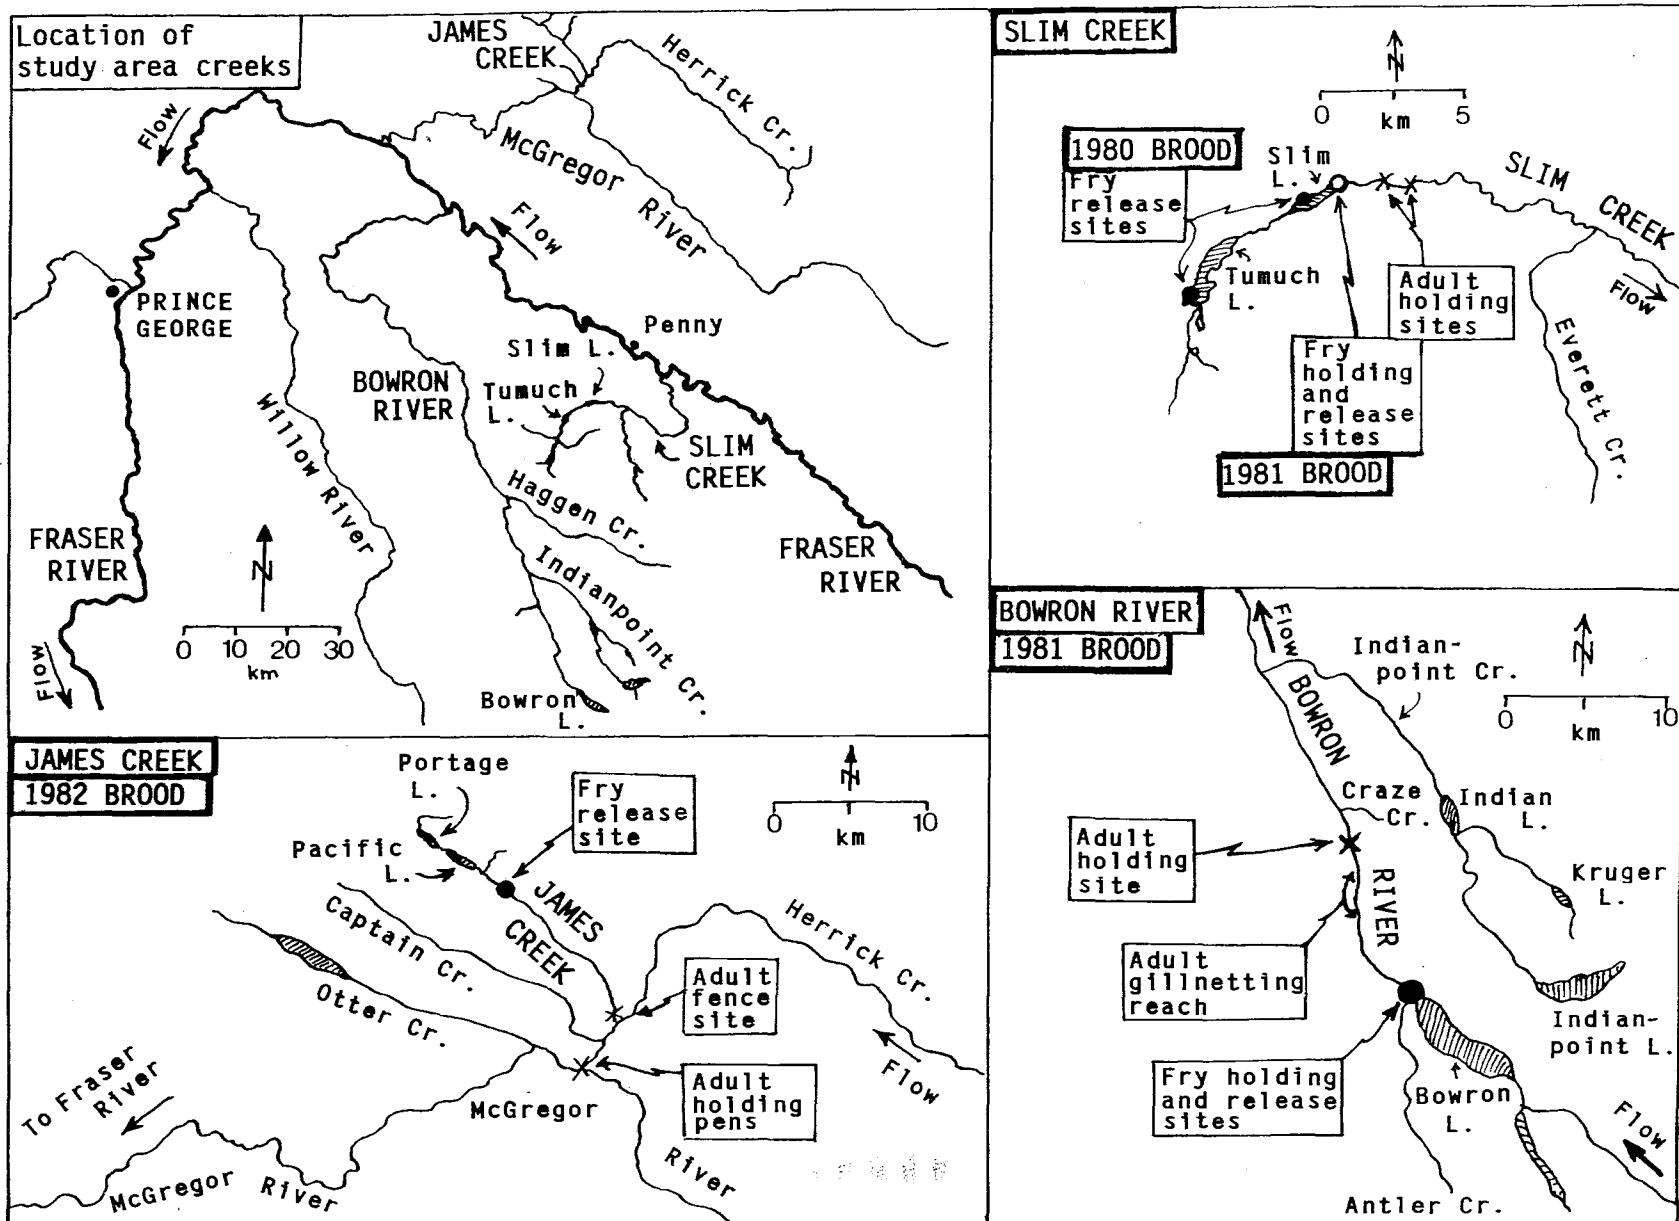 Location of
study area creeks
JAMES
CREEK
Herrick Cr.
Flow
McGregor
River
Flow
PRINCE
GEORGE
Penny
Slim L.
BOWRON
RIVER
Tumuch
L.
SLIM
CREEK
Willow River
Haggen Cr.
FRASER
RIVER
N
Indianpoint Cr.
FRASER
RIVER
0 10 20 30
km
Flow
Bowron
L.
SLIM CREEK
N
0 5
km
1980 BROOD
Slim
L.
Fry
release
sites
SLIM
CREEK
Tumuch
L.
Adult
holding
sites
Flow
Fry
holding
and
release
sites
Everett Cr.
1981 BROOD
JAMES CREEK
1982 BROOD
Portage
L.
Fry
release
site
N
0 10
km
Pacific
L.
JAMES
CREEK
Captain Cr.
Herrick Cr.
Otter Cr.
Adult
fence
site
Flow
To Fraser
River
McGregor
River
Adult
holding
pens
McGregor River
BOWRON RIVER
1981 BROOD
Flow
Indian-
point Cr.
N
0 10
km
BOWRON
RIVER
Craze
Cr.
Indian
L.
Adult
holding
site
Kruger
L.
Adult
gillnetting
reach
Indian-
point L.
Fry holding
and release
sites
Bowron
L.
Flow
Antler Cr.